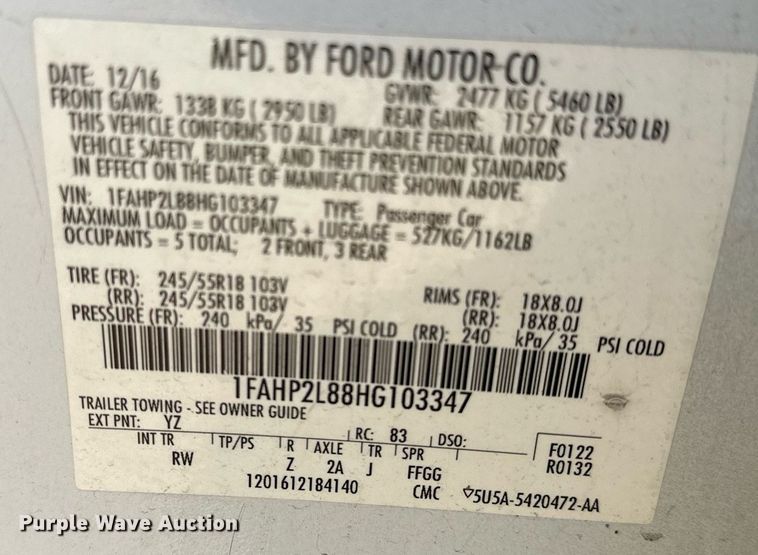 MFD. BY FORD MOTOR CO.
DATE: 12/16 GVWR: 2477 KG ( 5460 LB)
FRONT GAWR: 1338 KG ( 2950 LB) REAR GAWR: 1157 KG ( 2550 LB)
THIS VEHICLE CONFORMS TO ALL APPLICABLE FEDERAL MOTOR
VEHICLE SAFETY, BUMPER, AND THEFT PREVENTION STANDARDS
IN EFFECT ON THE DATE OF MANUFACTURE SHOWN ABOVE.
VIN: 1FAHP2L88HG103347 TYPE: Passenger Car
MAXIMUM LOAD = OCCUPANTS + LUGGAGE = 527KG/1162LB
OCCUPANTS = 5 TOTAL; 2 FRONT, 3 REAR
TIRE (FR): 245/55R18 103V RIMS (FR): 18X8.0J
(RR): 245/55R18 103V (RR): 18X8.0J
PRESSURE (FR): 240 kPa/ 35 PSI COLD (RR): 240 kPa/ 35 PSI COLD
1FAHP2L88HG103347
TRAILER TOWING - SEE OWNER GUIDE
EXT PNT: YZ RC: 83 DSO: F0122
INT TR TP/PS R AXLE TR SPR R0132
RW Z 2A J FFGG
1201612184140 CMC 5U5A-5420472-AA
Purple Wave Auction